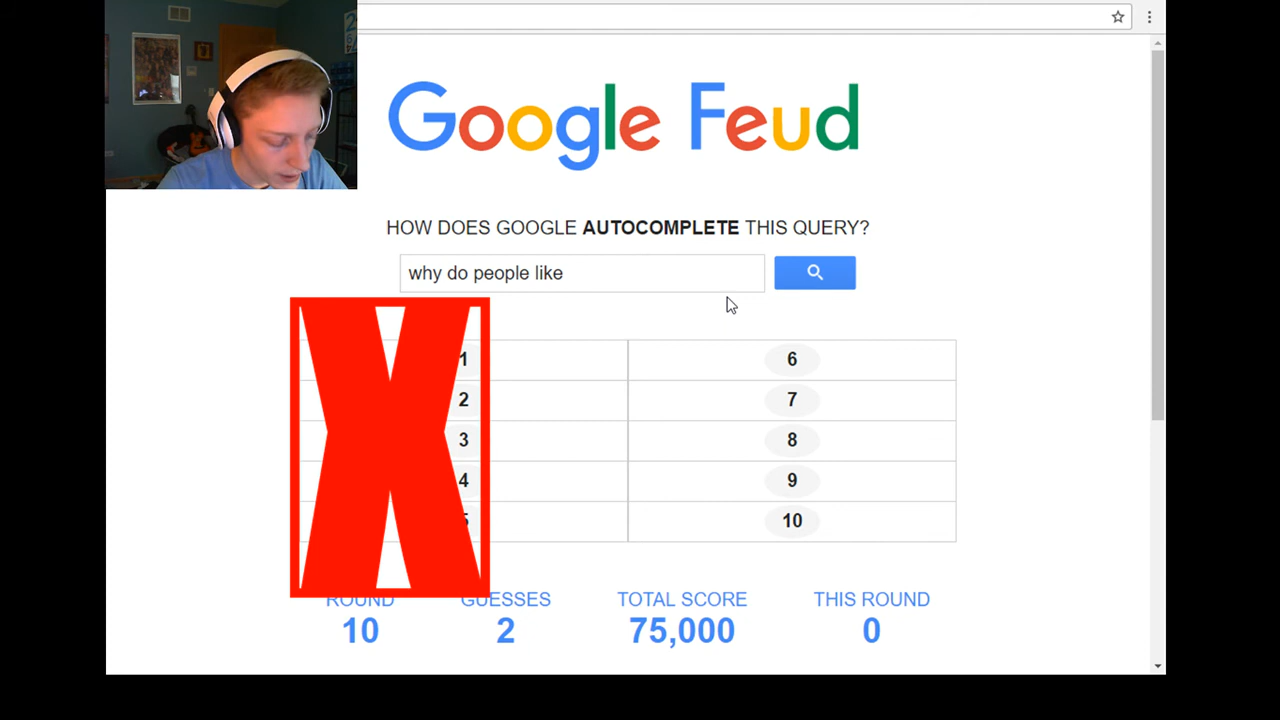 Google Feud
HOW DOES GOOGLE AUTOCOMPLETE THIS QUERY?
why do people like
X
1 6
2 7
3 8
4 9
5 10
ROUND GUESSES TOTAL SCORE THIS ROUND
10 2 75,000 0